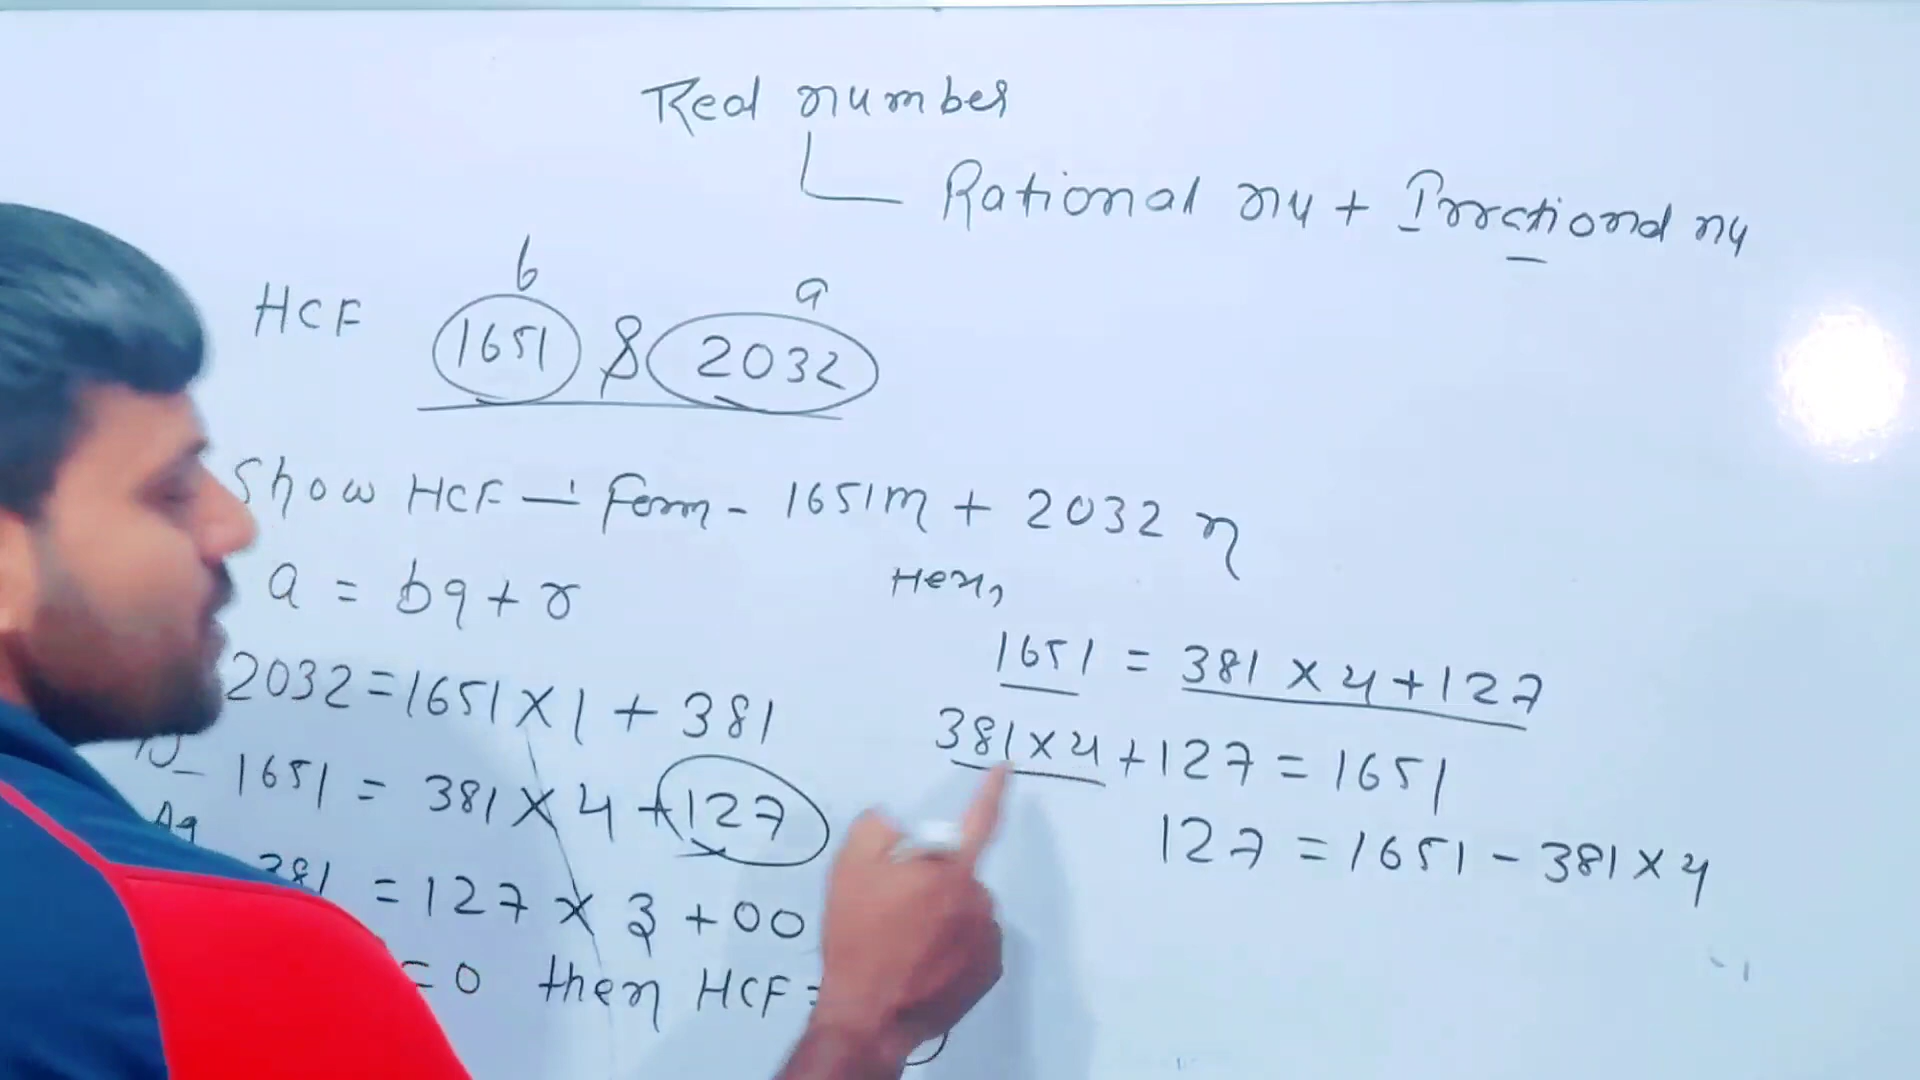 Real number
Rational nu + Irrational nu
b a
HCF 1651 & 2032
Show HCF - Form - 1651m + 2032 n
a = bq + r
2032 = 1651 × 1 + 381
1651 = 381 × 4 + 127
381 = 127 × 3 + 00
= 0 then HCF =
Here,
1651 = 381 × 4 + 127
381 × 4 + 127 = 1651
127 = 1651 - 381 × 4